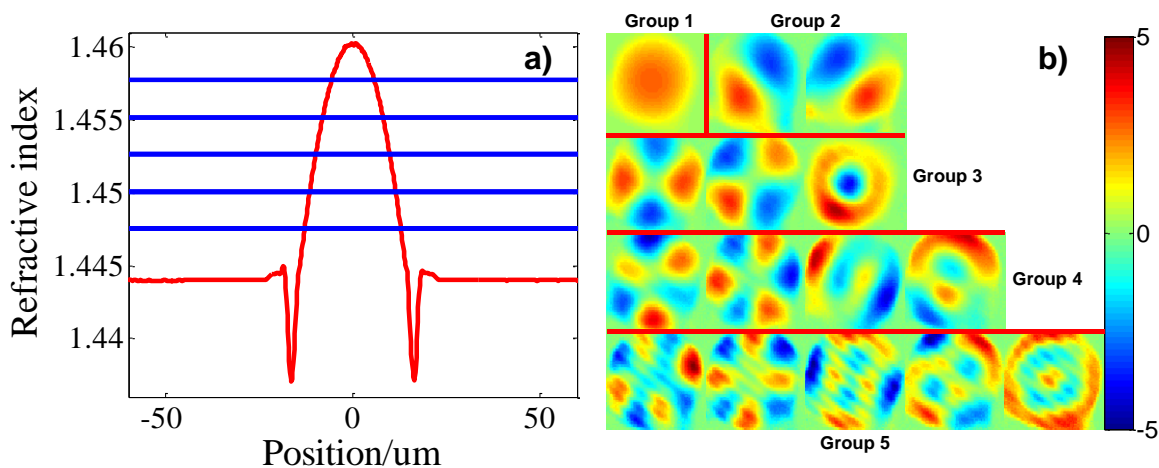 a)
Refractive index
1.46
1.455
1.45
1.445
1.44
-50
0
50
Position/um
Group 1
Group 2
b)
Group 3
Group 4
Group 5
5
0
-5